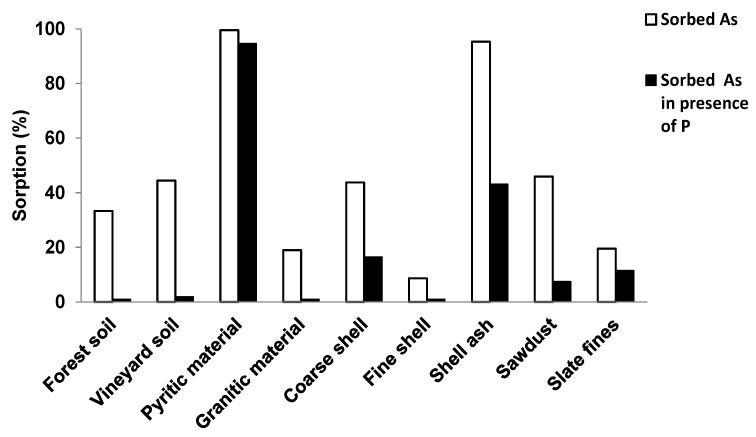 Sorbed As
Sorbed As
in presence
of P
Sorption (%)
100
80
60
40
20
0
Forest soil
Vineyard soil
Pyritic material
Granitic material
Coarse shell
Fine shell
Shell ash
Sawdust
Slate fines